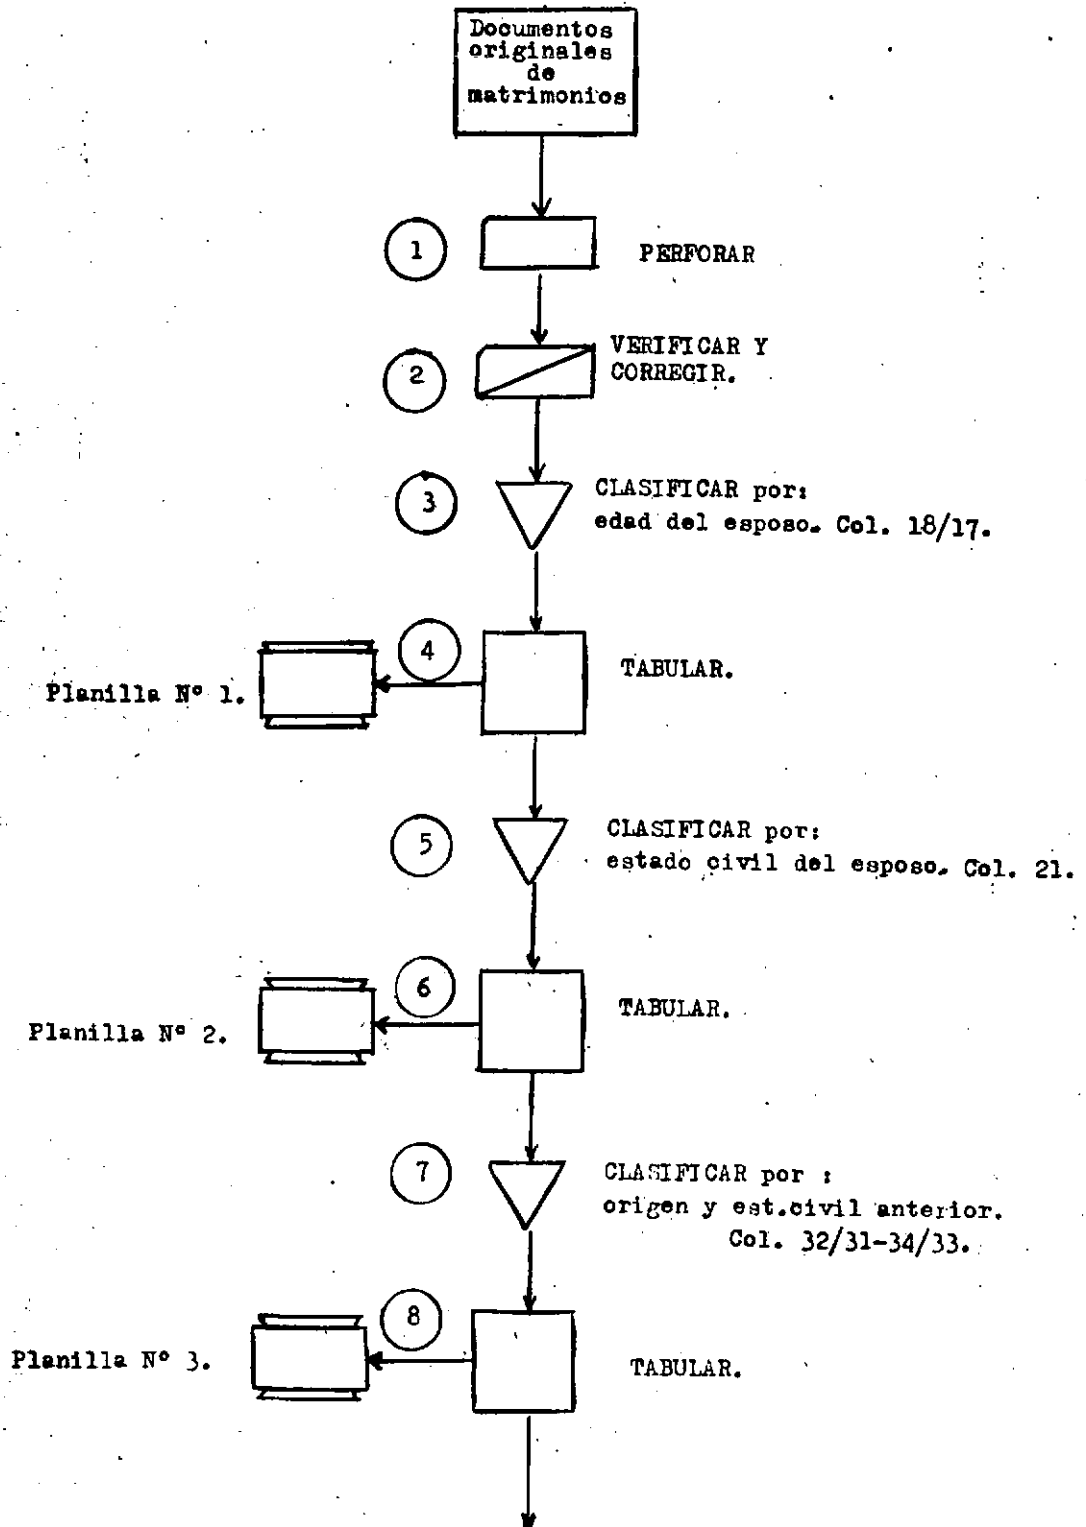 Documentos
originales
de
matrimonios
1
PERFORAR
2
VERIFICAR Y
CORREGIR.
3
CLASIFICAR por:
edad del esposo. Col. 18/17.
4
TABULAR.
Planilla Nº 1.
5
CLASIFICAR por:
estado civil del esposo. Col. 21.
6
TABULAR.
Planilla Nº 2.
7
CLASIFICAR por :
origen y est.civil anterior.
Col. 32/31-34/33.
8
Planilla Nº 3.
TABULAR.